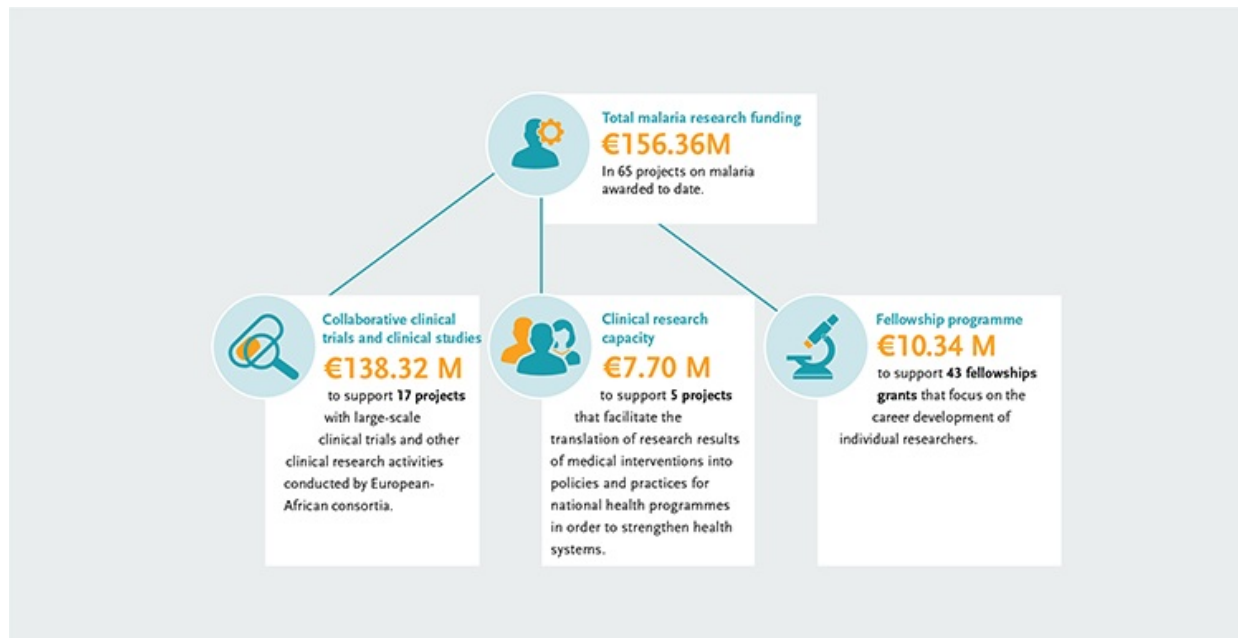 Total malaria research funding
€156.36M
In 65 projects on malaria
awarded to date.
Collaborative clinical
trials and clinical studies
€138.32 M
to support 17 projects
with large-scale
clinical trials and other
clinical research activities
conducted by European-
African consortia.
Clinical research
capacity
€7.70 M
to support 5 projects
that facilitate the
translation of research results
of medical interventions into
policies and practices for
national health programmes
in order to strengthen health
systems.
Fellowship programme
€10.34 M
to support 43 fellowships
grants that focus on the
career development of
individual researchers.